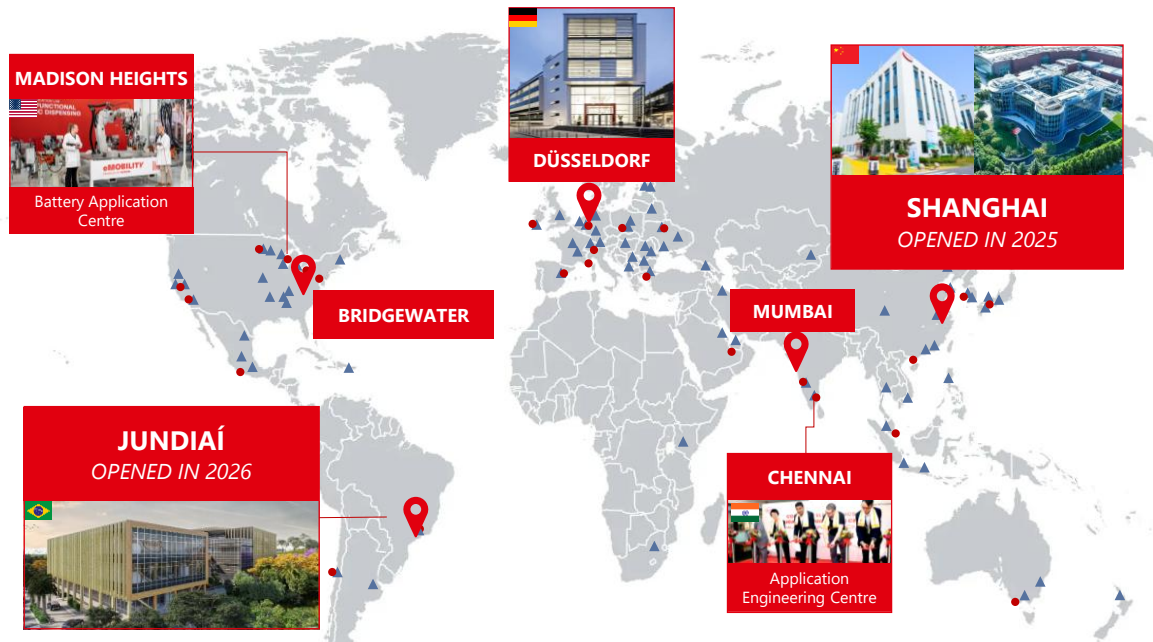 MADISON HEIGHTS
eMOBILITY
Battery Application
Centre
DÜSSELDORF
SHANGHAI
OPENED IN 2025
BRIDGEWATER
MUMBAI
JUNDIAÍ
OPENED IN 2026
CHENNAI
Application
Engineering Centre